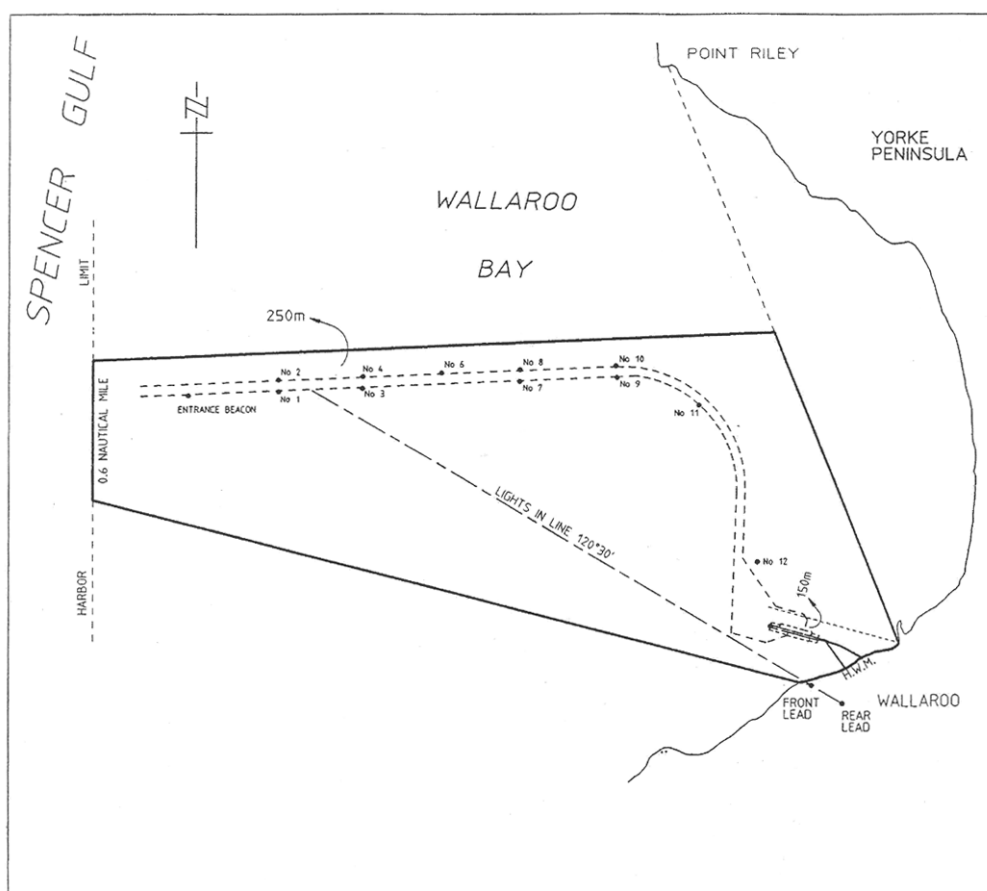 SPENCER GULF
N
POINT RILEY
YORKE
PENINSULA
WALLAROO
BAY
LIMIT
250m
No 2
No 4
No 6
No 8
No 10
No 1
No 3
No 7
No 9
No 11
ENTRANCE BEACON
0.6 NAUTICAL MILE
LIGHTS IN LINE 120°30'
No 12
HARBOR
150m
H.W.M.
FRONT
LEAD
REAR
LEAD
WALLAROO